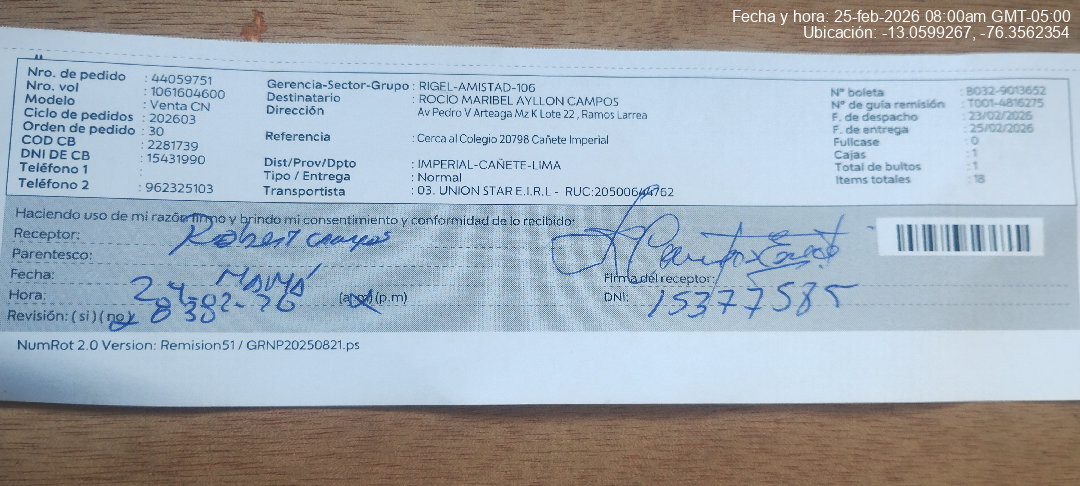 Fecha y hora: 25-feb-2026 08:00am GMT-05:00
Ubicación: -13.0599267, -76.3562354
Nro. de pedido : 44059751
Nro. vol : 1061604600
Modelo : Venta CN
Ciclo de pedidos : 202603
Orden de pedido : 30
COD CB : 2281739
DNI DE CB : 15431990
Teléfono 1 :
Teléfono 2 : 962325103
Gerencia-Sector-Grupo : RIGEL-AMISTAD-106
Destinatario : ROCIO MARIBEL AYLLON CAMPOS
Dirección : Av Pedro V Arteaga Mz K Lote 22 , Ramos Larrea
Referencia : Cerca al Colegio 20798 Cañete Imperial
Dist/Prov/Dpto : IMPERIAL-CAÑETE-LIMA
Tipo / Entrega : Normal
Transportista : 03. UNION STAR E.I.R.L - RUC:20500644762
N° boleta : B032-9013652
N° de guía remisión : T001-4816275
F. de despacho : 23/02/2026
F. de entrega : 25/02/2026
Fullcase : 0
Cajas : 1
Total de bultos : 1
Items totales : 18
Haciendo uso de mi razón firmo y brindo mi consentimiento y conformidad de lo recibido:
Receptor: Robert campos
Parentesco:
MAMÁ
Fecha: 24-02-26
Hora: 838 (a.m) (p.m)
Firma del receptor:
DNI: 15377585
Revisión: ( si ) ( no )
NumRot 2.0 Version: Remision51 / GRNP20250821.ps